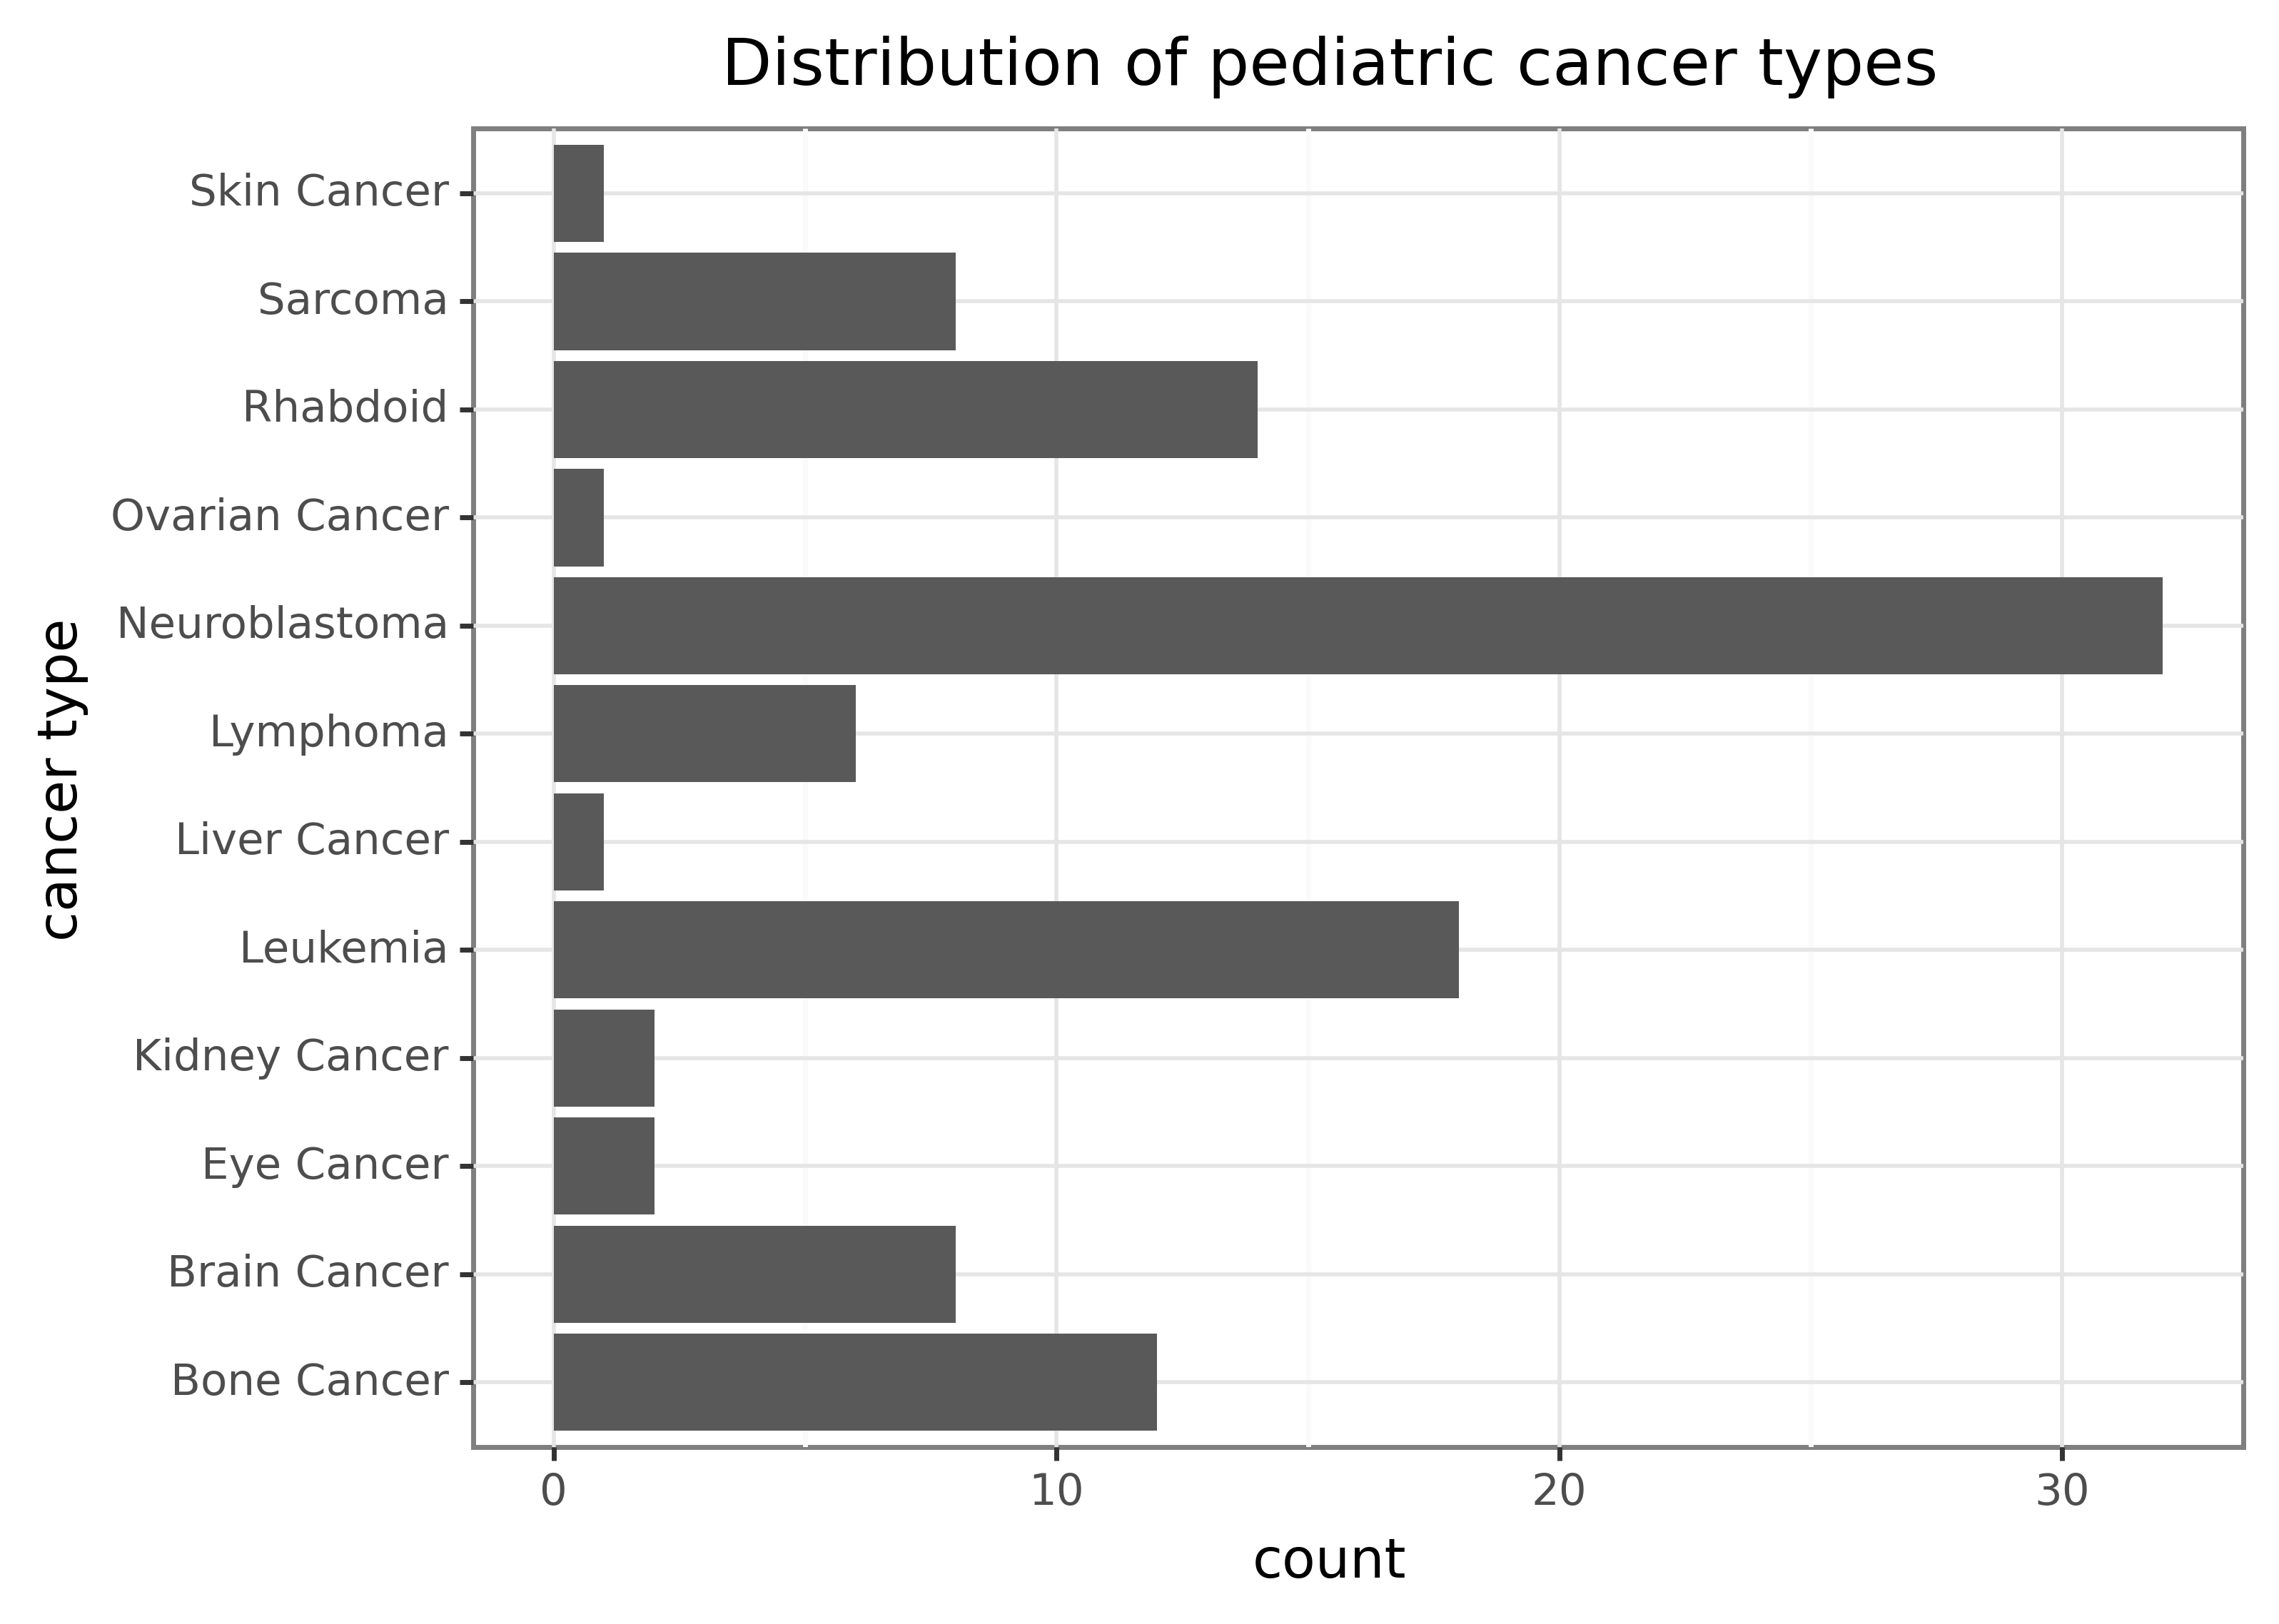 Distribution of pediatric cancer types
Skin Cancer
Sarcoma
Rhabdoid
Ovarian Cancer
Neuroblastoma
Lymphoma
Liver Cancer
Leukemia
Kidney Cancer
Eye Cancer
Brain Cancer
Bone Cancer
cancer type
0 10 20 30
count